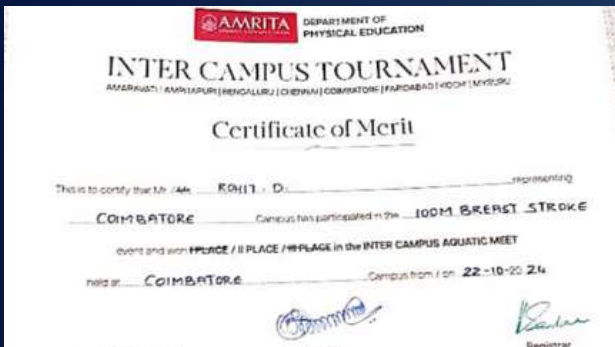 AMRITA DEPARTMENT OF
PHYSICAL EDUCATION
INTER CAMPUS TOURNAMENT
AMARAVATI | AMRITAPURI | BENGALURU | CHENNAI | COIMBATORE | FARIDABAD | KOCHI | MYSURU
Certificate of Merit
This is to certify that Mr. ROHIT. D. representing
COIMBATORE Campus has participated in the 100M BREAST STROKE
event and won I PLACE / II PLACE / III PLACE in the INTER CAMPUS AQUATIC MEET
held at COIMBATORE Campus from / on 22-10-2024
Registrar